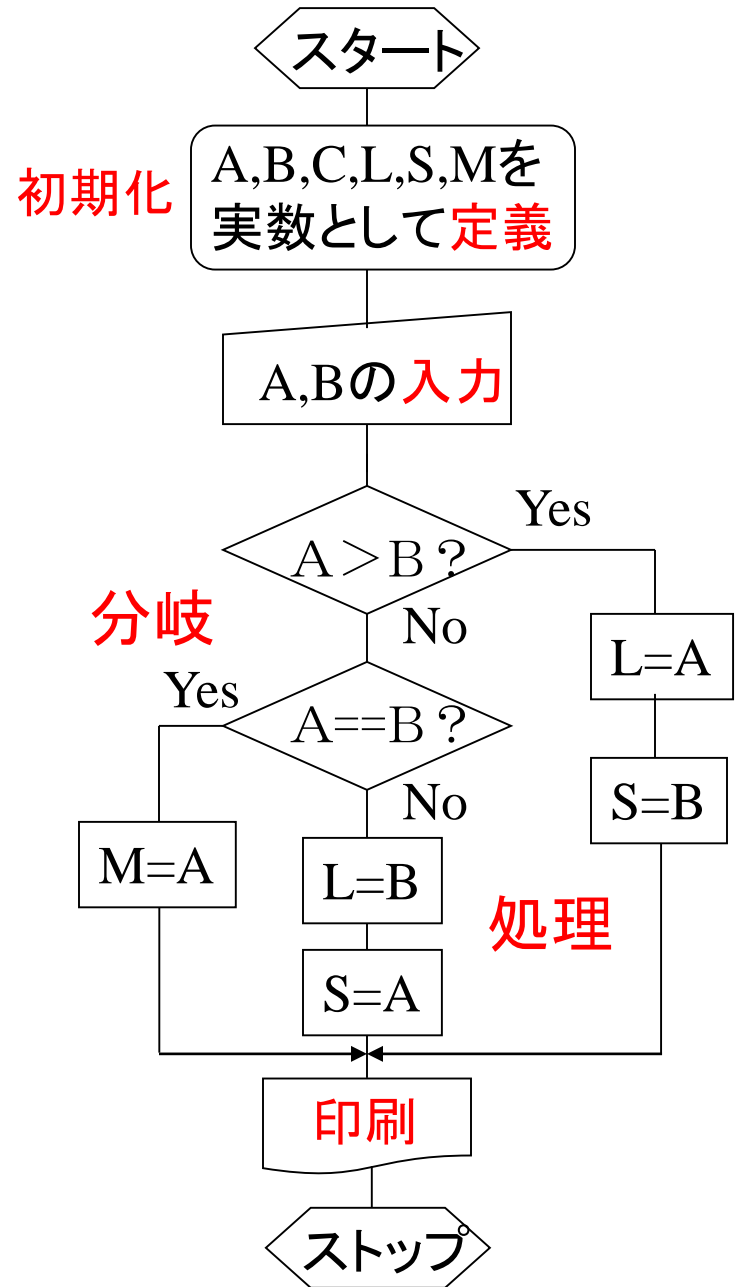 スタート
初期化
A,B,C,L,S,Mを
実数として定義
A,Bの入力
A＞B？
Yes
分岐
No
L=A
Yes
A==B？
S=B
No
M=A
L=B
処理
S=A
印刷
ストップ